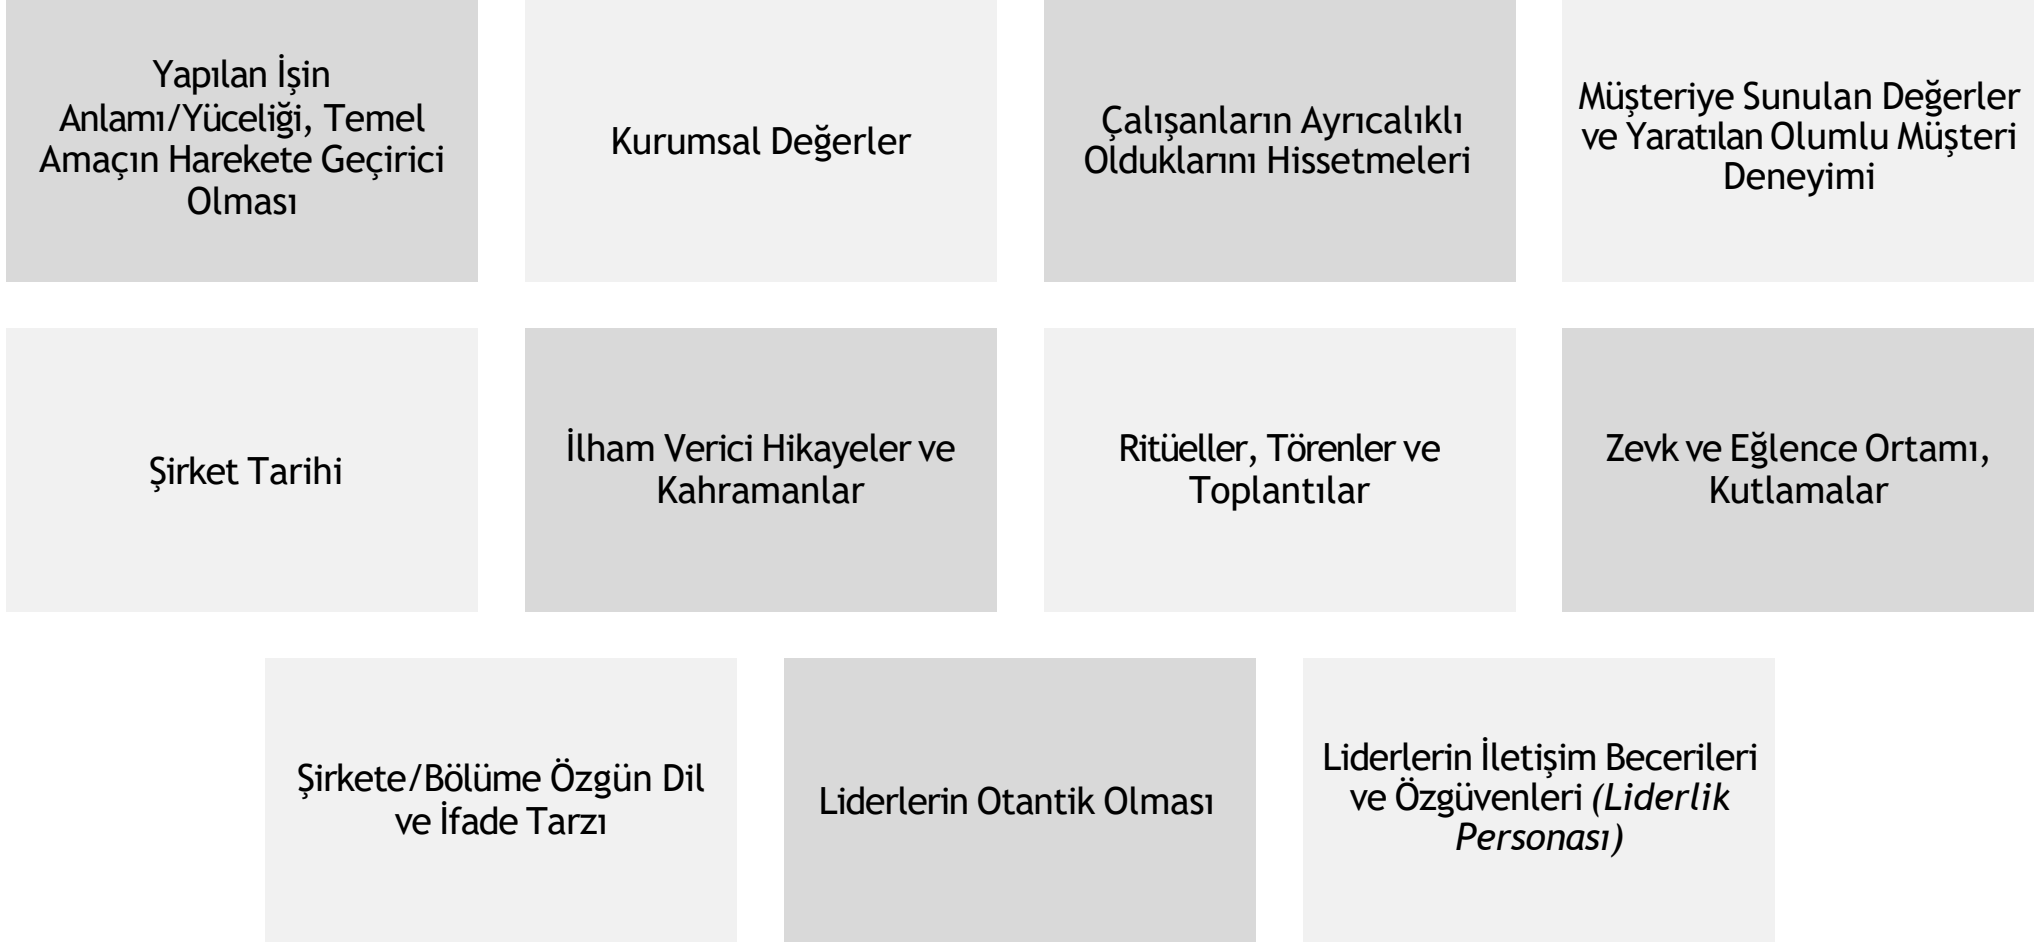 Yapılan İşin
Anlamı/Yüceliği, Temel
Amaçın Harekete Geçirici
Olması
Kurumsal Değerler
Çalışanların Ayrıcalıklı
Olduklarını Hissetmeleri
Müşteriye Sunulan Değerler
ve Yaratılan Olumlu Müşteri
Deneyimi
Şirket Tarihi
İlham Verici Hikayeler ve
Kahramanlar
Ritüeller, Törenler ve
Toplantılar
Zevk ve Eğlence Ortamı,
Kutlamalar
Şirkete/Bölüme Özgün Dil
ve İfade Tarzı
Liderlerin Otantik Olması
Liderlerin İletişim Becerileri
ve Özgüvenleri (Liderlik
Personası)